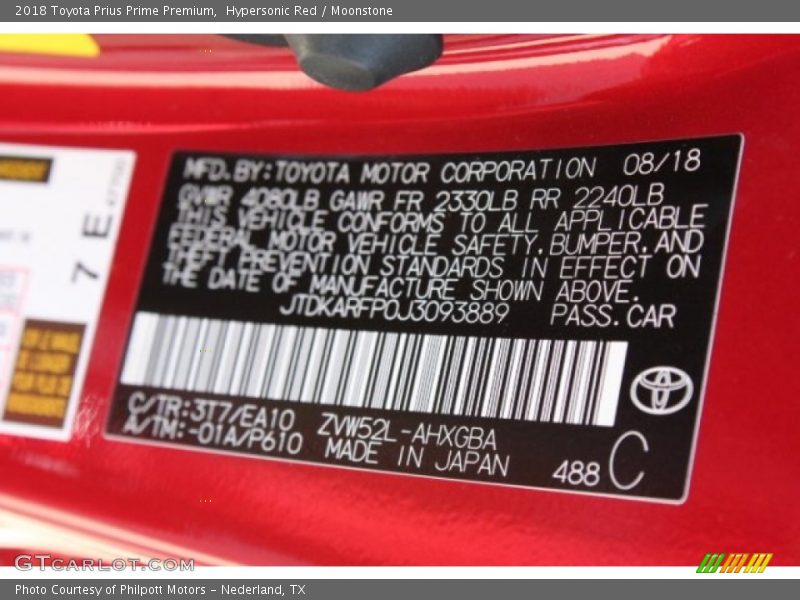 2018 Toyota Prius Prime Premium, Hypersonic Red / Moonstone
7 E
MFD. BY: TOYOTA MOTOR CORPORATION 08/18
GVWR 4080LB GAWR FR 2330LB RR 2240LB
THIS VEHICLE CONFORMS TO ALL APPLICABLE
FEDERAL MOTOR VEHICLE SAFETY, BUMPER, AND
THEFT PREVENTION STANDARDS IN EFFECT ON
THE DATE OF MANUFACTURE SHOWN ABOVE.
JTDKARFP0J3093889 PASS. CAR
C/TR: 3T7/EA10 ZVW52L-AHXGBA
A/TM: -01A/P610 MADE IN JAPAN
488 C
GTCARLOT.COM
Photo Courtesy of Philpott Motors - Nederland, TX